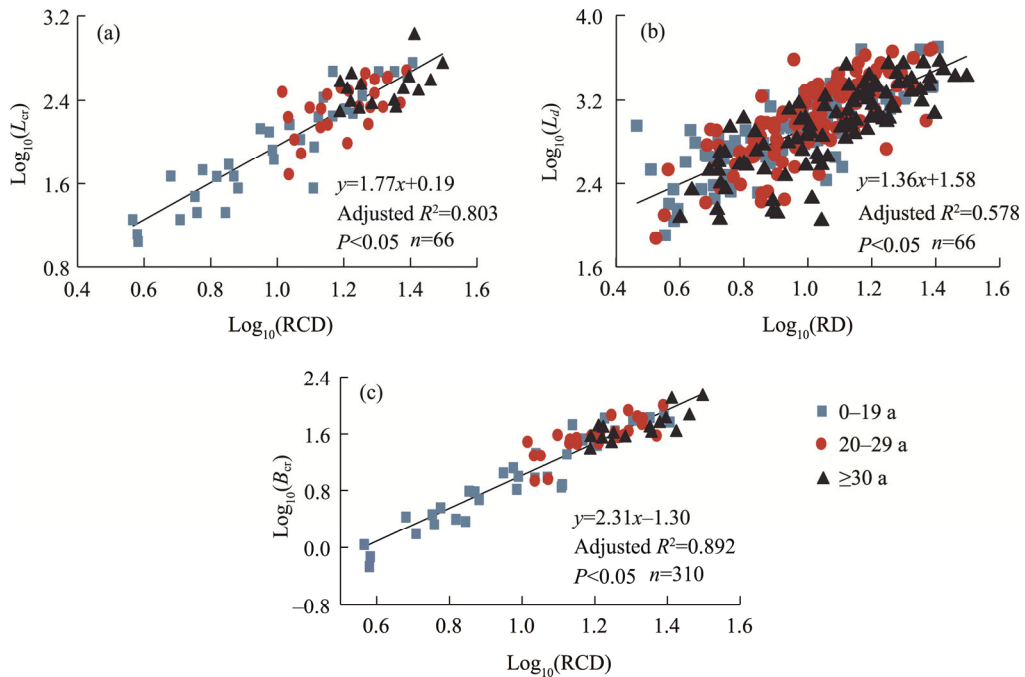 (a)
3.2
2.4
1.6
0.8
Log₁₀(L_cr)
y=1.77x+0.19
Adjusted R²=0.803
P<0.05 n=66
0.4 0.6 0.8 1.0 1.2 1.4 1.6
Log₁₀(RCD)
(b)
4.0
3.2
2.4
1.6
Log₁₀(L_d)
y=1.36x+1.58
Adjusted R²=0.578
P<0.05 n=66
0.4 0.6 0.8 1.0 1.2 1.4 1.6
Log₁₀(RD)
(c)
2.4
1.6
0.8
0.0
–0.8
Log₁₀(B_cr)
y=2.31x–1.30
Adjusted R²=0.892
P<0.05 n=310
0.6 0.8 1.0 1.2 1.4 1.6
Log₁₀(RCD)
0–19 a
20–29 a
≥30 a